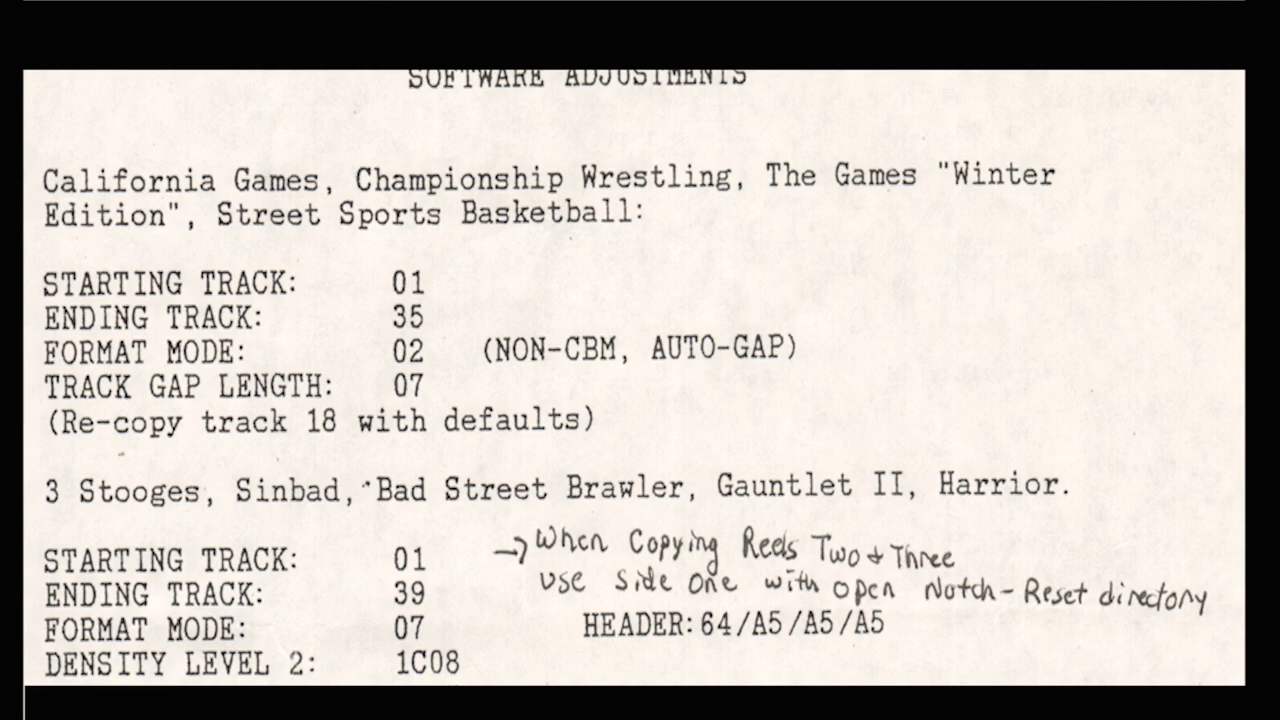 SOFTWARE ADJUSTMENTS
California Games, Championship Wrestling, The Games "Winter
Edition", Street Sports Basketball:
STARTING TRACK: 01
ENDING TRACK: 35
FORMAT MODE: 02 (NON-CBM, AUTO-GAP)
TRACK GAP LENGTH: 07
(Re-copy track 18 with defaults)
3 Stooges, Sinbad, Bad Street Brawler, Gauntlet II, Harrior.
→ When Copying Reels Two & Three
STARTING TRACK: 01
use side one with open Notch - Reset directory
ENDING TRACK: 39
FORMAT MODE: 07 HEADER: 64/A5/A5/A5
DENSITY LEVEL 2: 1C08